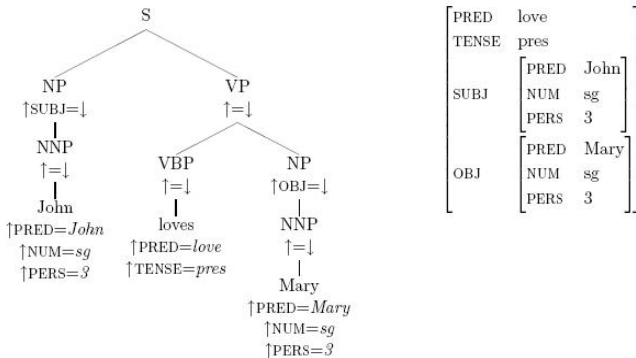 S
NP VP
↑SUBJ=↓ ↑=↓
NNP VBP NP
↑=↓ ↑=↓ ↑OBJ=↓
John loves NNP
↑PRED=John ↑PRED=love ↑=↓
↑NUM=sg ↑TENSE=pres
↑PERS=3 Mary
↑PRED=Mary
↑NUM=sg
↑PERS=3
PRED love
TENSE pres
PRED John
SUBJ NUM sg
PERS 3
PRED Mary
OBJ NUM sg
PERS 3